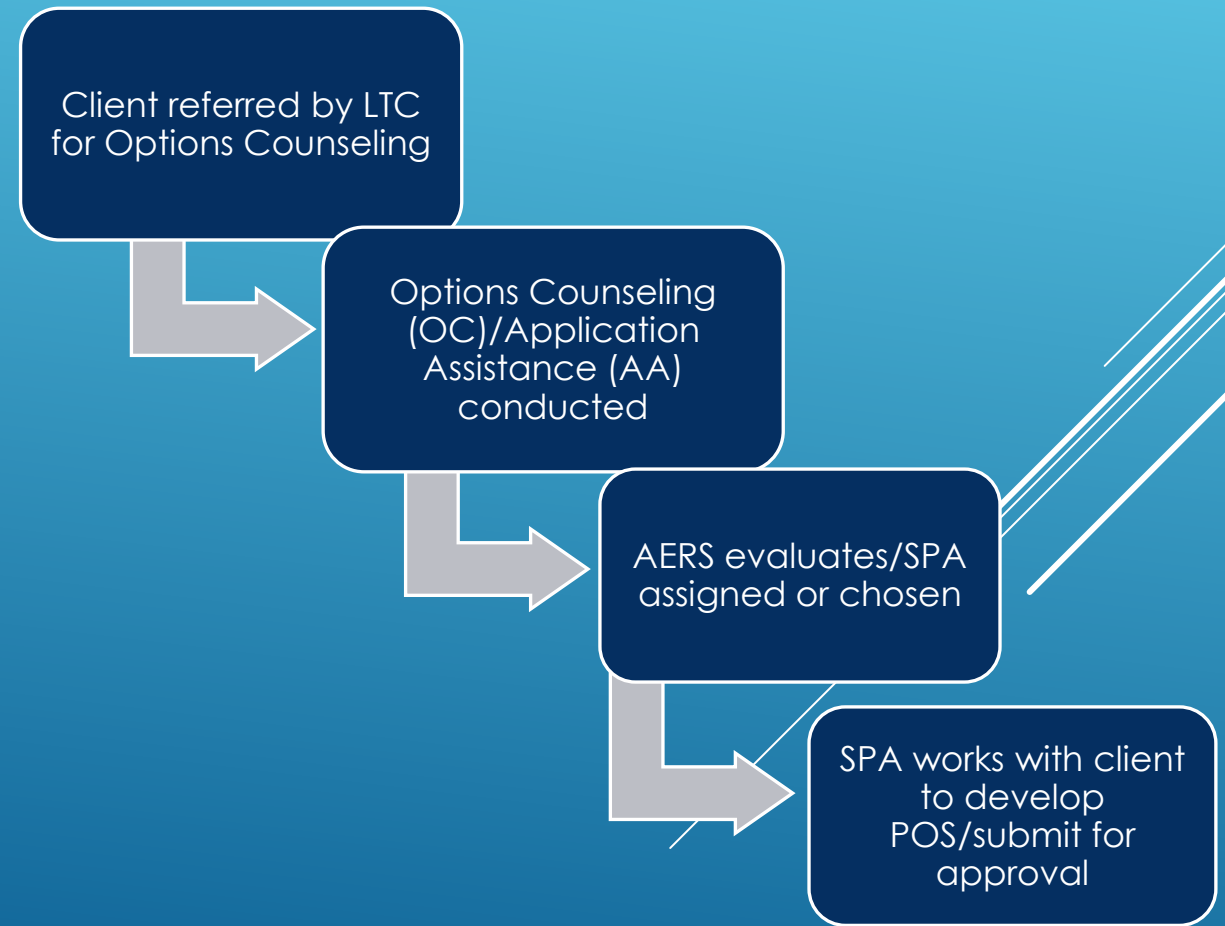 Client referred by LTC
for Options Counseling
Options Counseling
(OC)/Application
Assistance (AA)
conducted
AERS evaluates/SPA
assigned or chosen
SPA works with client
to develop
POS/submit for
approval